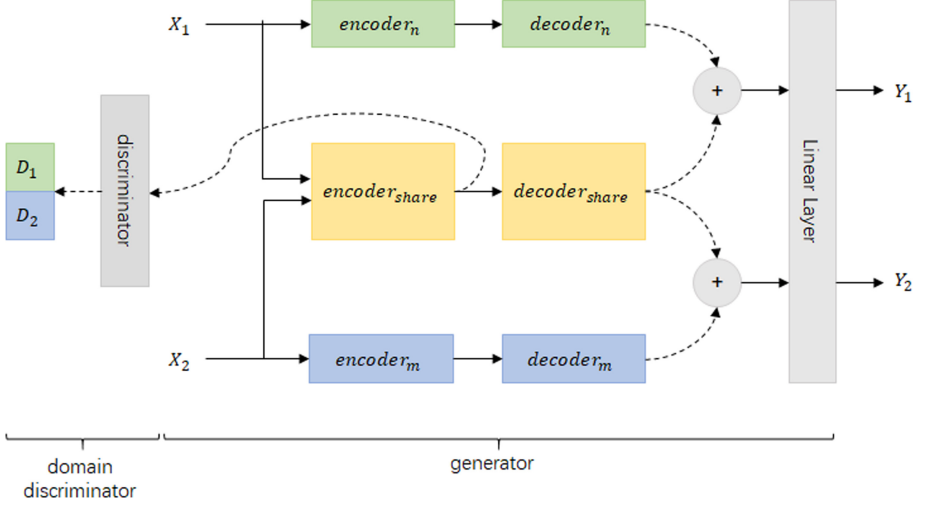 X₁
encoderₙ
decoderₙ
+
Y₁
discriminator
D₁
D₂
encoderₛₕₐᵣₑ
decoderₛₕₐᵣₑ
Linear Layer
+
Y₂
X₂
encoderₘ
decoderₘ
domain
discriminator
generator